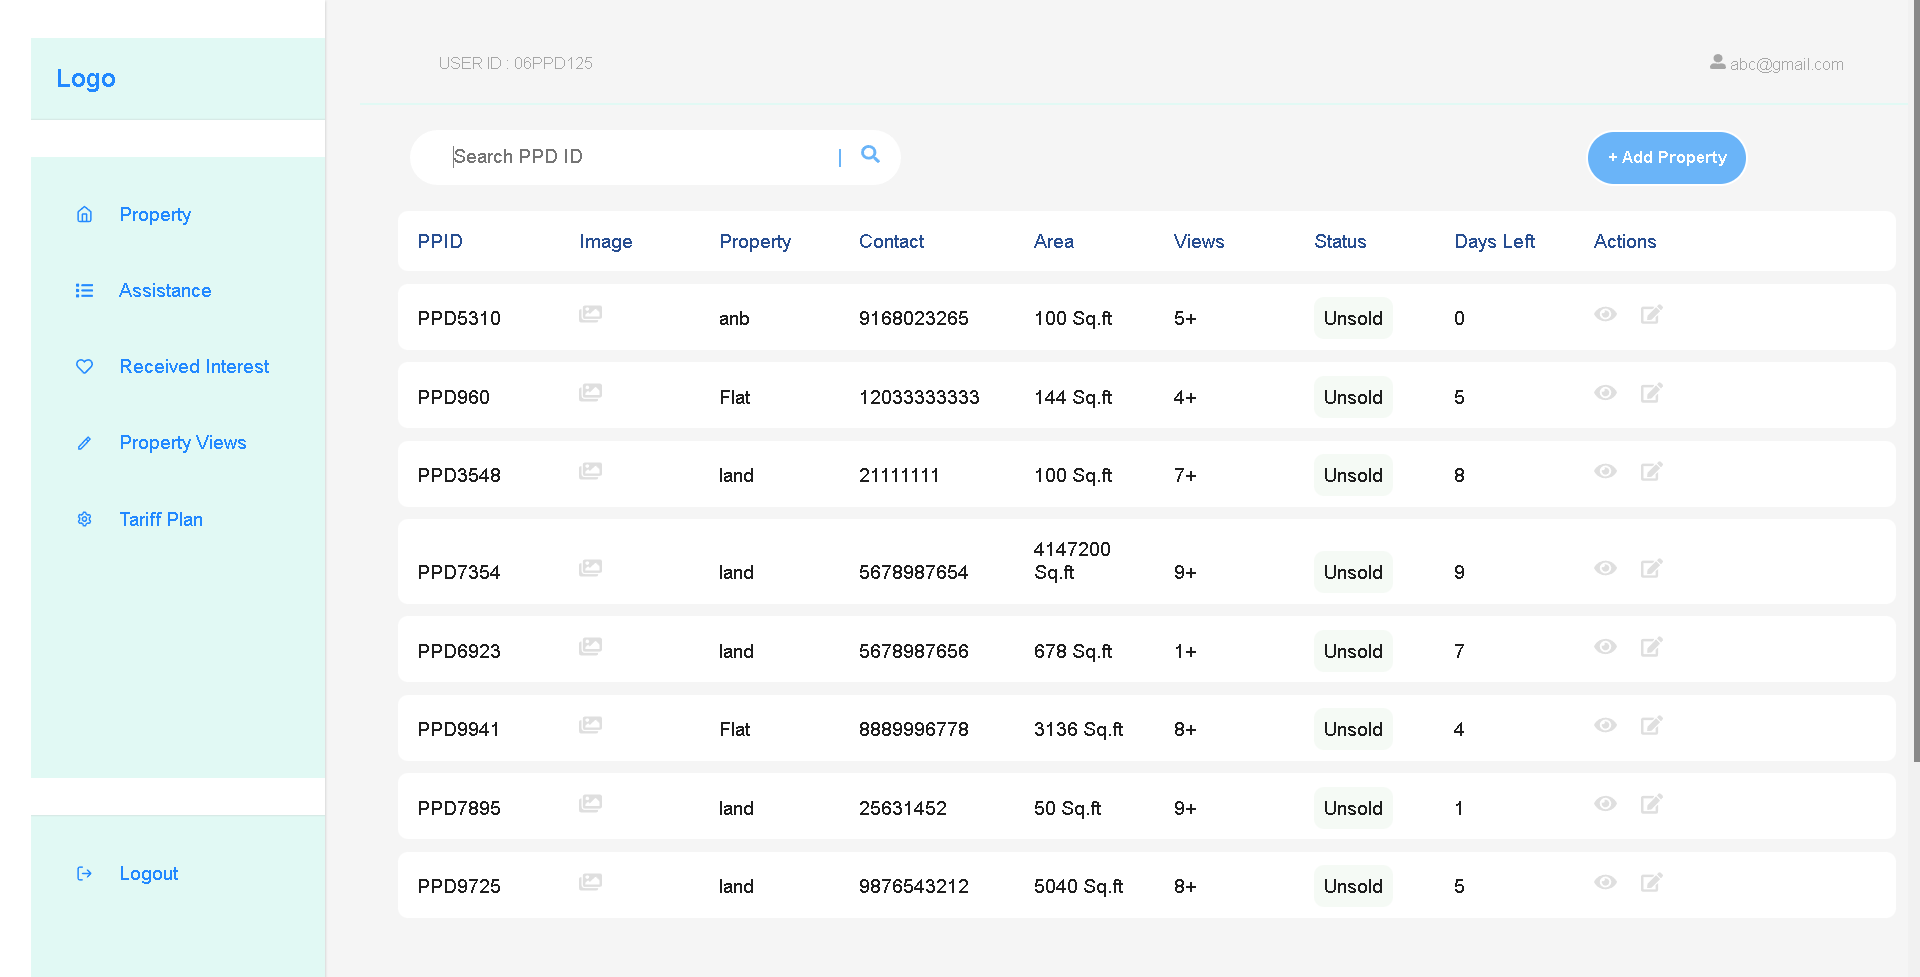 Logo
USER ID : 06PPD125
abc@gmail.com
Search PPD ID
+ Add Property
Property
Assistance
Received Interest
Property Views
Tariff Plan
Logout
PPID Image Property Contact Area Views Status Days Left Actions
PPD5310 anb 9168023265 100 Sq.ft 5+ Unsold 0
PPD960 Flat 12033333333 144 Sq.ft 4+ Unsold 5
PPD3548 land 21111111 100 Sq.ft 7+ Unsold 8
PPD7354 land 5678987654 4147200 Sq.ft 9+ Unsold 9
PPD6923 land 5678987656 678 Sq.ft 1+ Unsold 7
PPD9941 Flat 8889996778 3136 Sq.ft 8+ Unsold 4
PPD7895 land 25631452 50 Sq.ft 9+ Unsold 1
PPD9725 land 9876543212 5040 Sq.ft 8+ Unsold 5